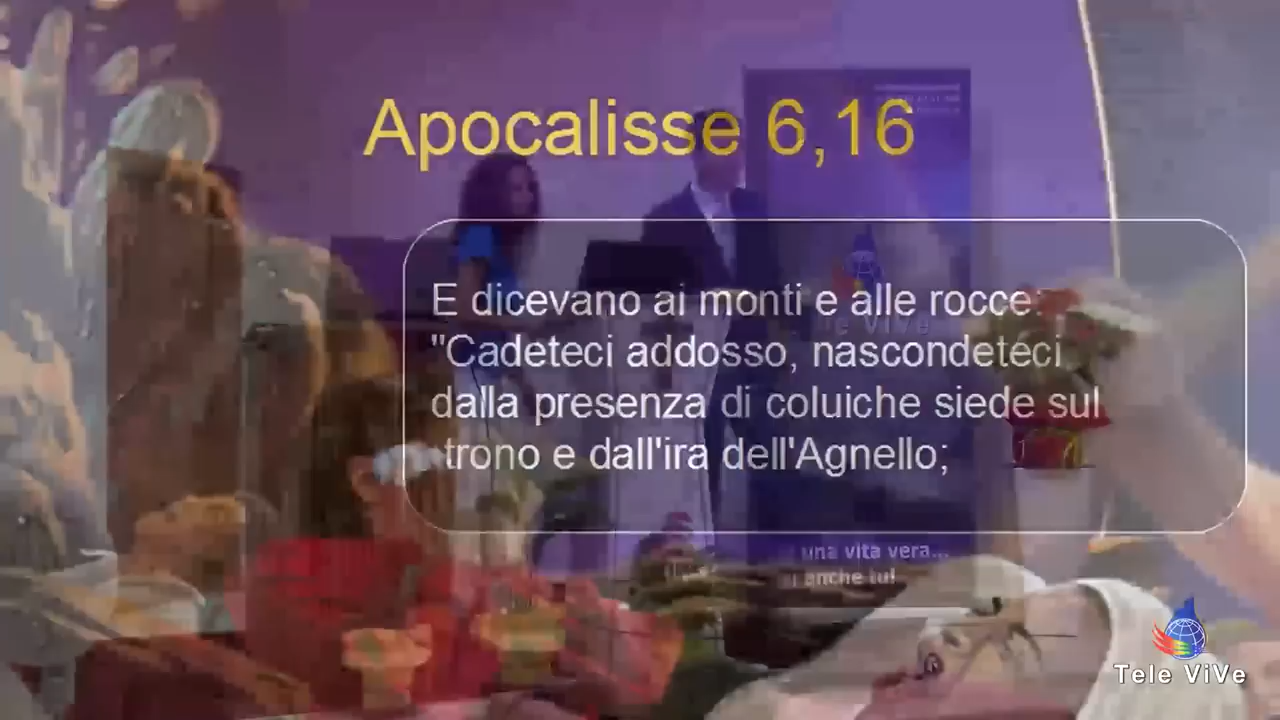 Apocalisse 6,16
E dicevano ai monti e alle rocce:
"Cadeteci addosso, nascondeteci
dalla presenza di coluiche siede sul
trono e dall'ira dell'Agnello;
una vita vera...
anche tu!
Tele ViVe